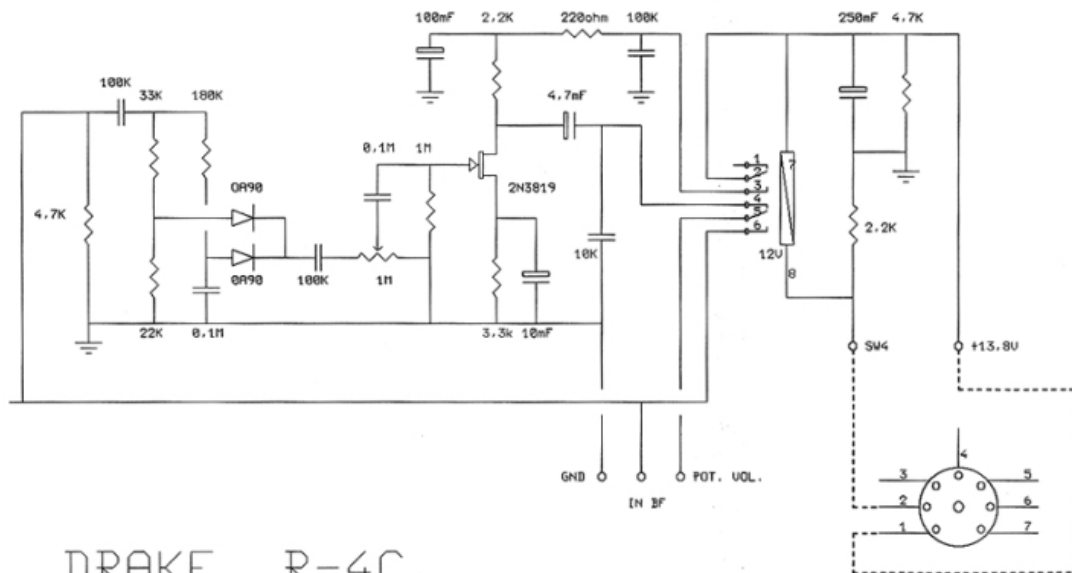 100mF 2,2K 220ohm 100K 250mF 4,7K
100K 33K 180K
4,7mF
0,1M 1M
1
2 7
3
4
5
6
OA90
2N3819
4,7K
2,2K
10K
12V
OA90 100K 1M
8
22K 0,1M 3,3k 10mF
SW4 +13,8V
4
GND POT. VOL.
3 5
IN BF
2 6
1 7
DRAKE R-4C